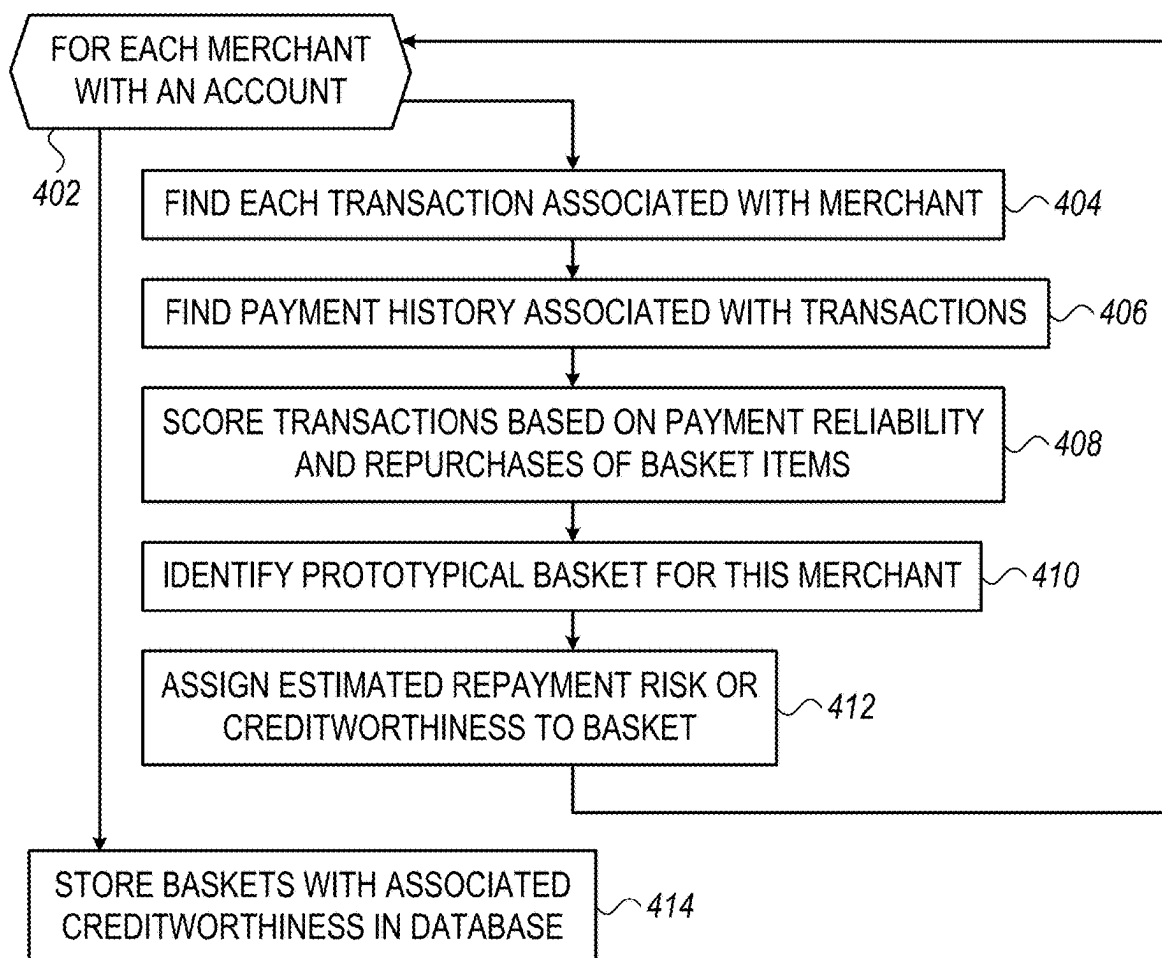 FOR EACH MERCHANT
WITH AN ACCOUNT
402
FIND EACH TRANSACTION ASSOCIATED WITH MERCHANT
404
FIND PAYMENT HISTORY ASSOCIATED WITH TRANSACTIONS
406
SCORE TRANSACTIONS BASED ON PAYMENT RELIABILITY
AND REPURCHASES OF BASKET ITEMS
408
IDENTIFY PROTOTYPICAL BASKET FOR THIS MERCHANT
410
ASSIGN ESTIMATED REPAYMENT RISK OR
CREDITWORTHINESS TO BASKET
412
STORE BASKETS WITH ASSOCIATED
CREDITWORTHINESS IN DATABASE
414